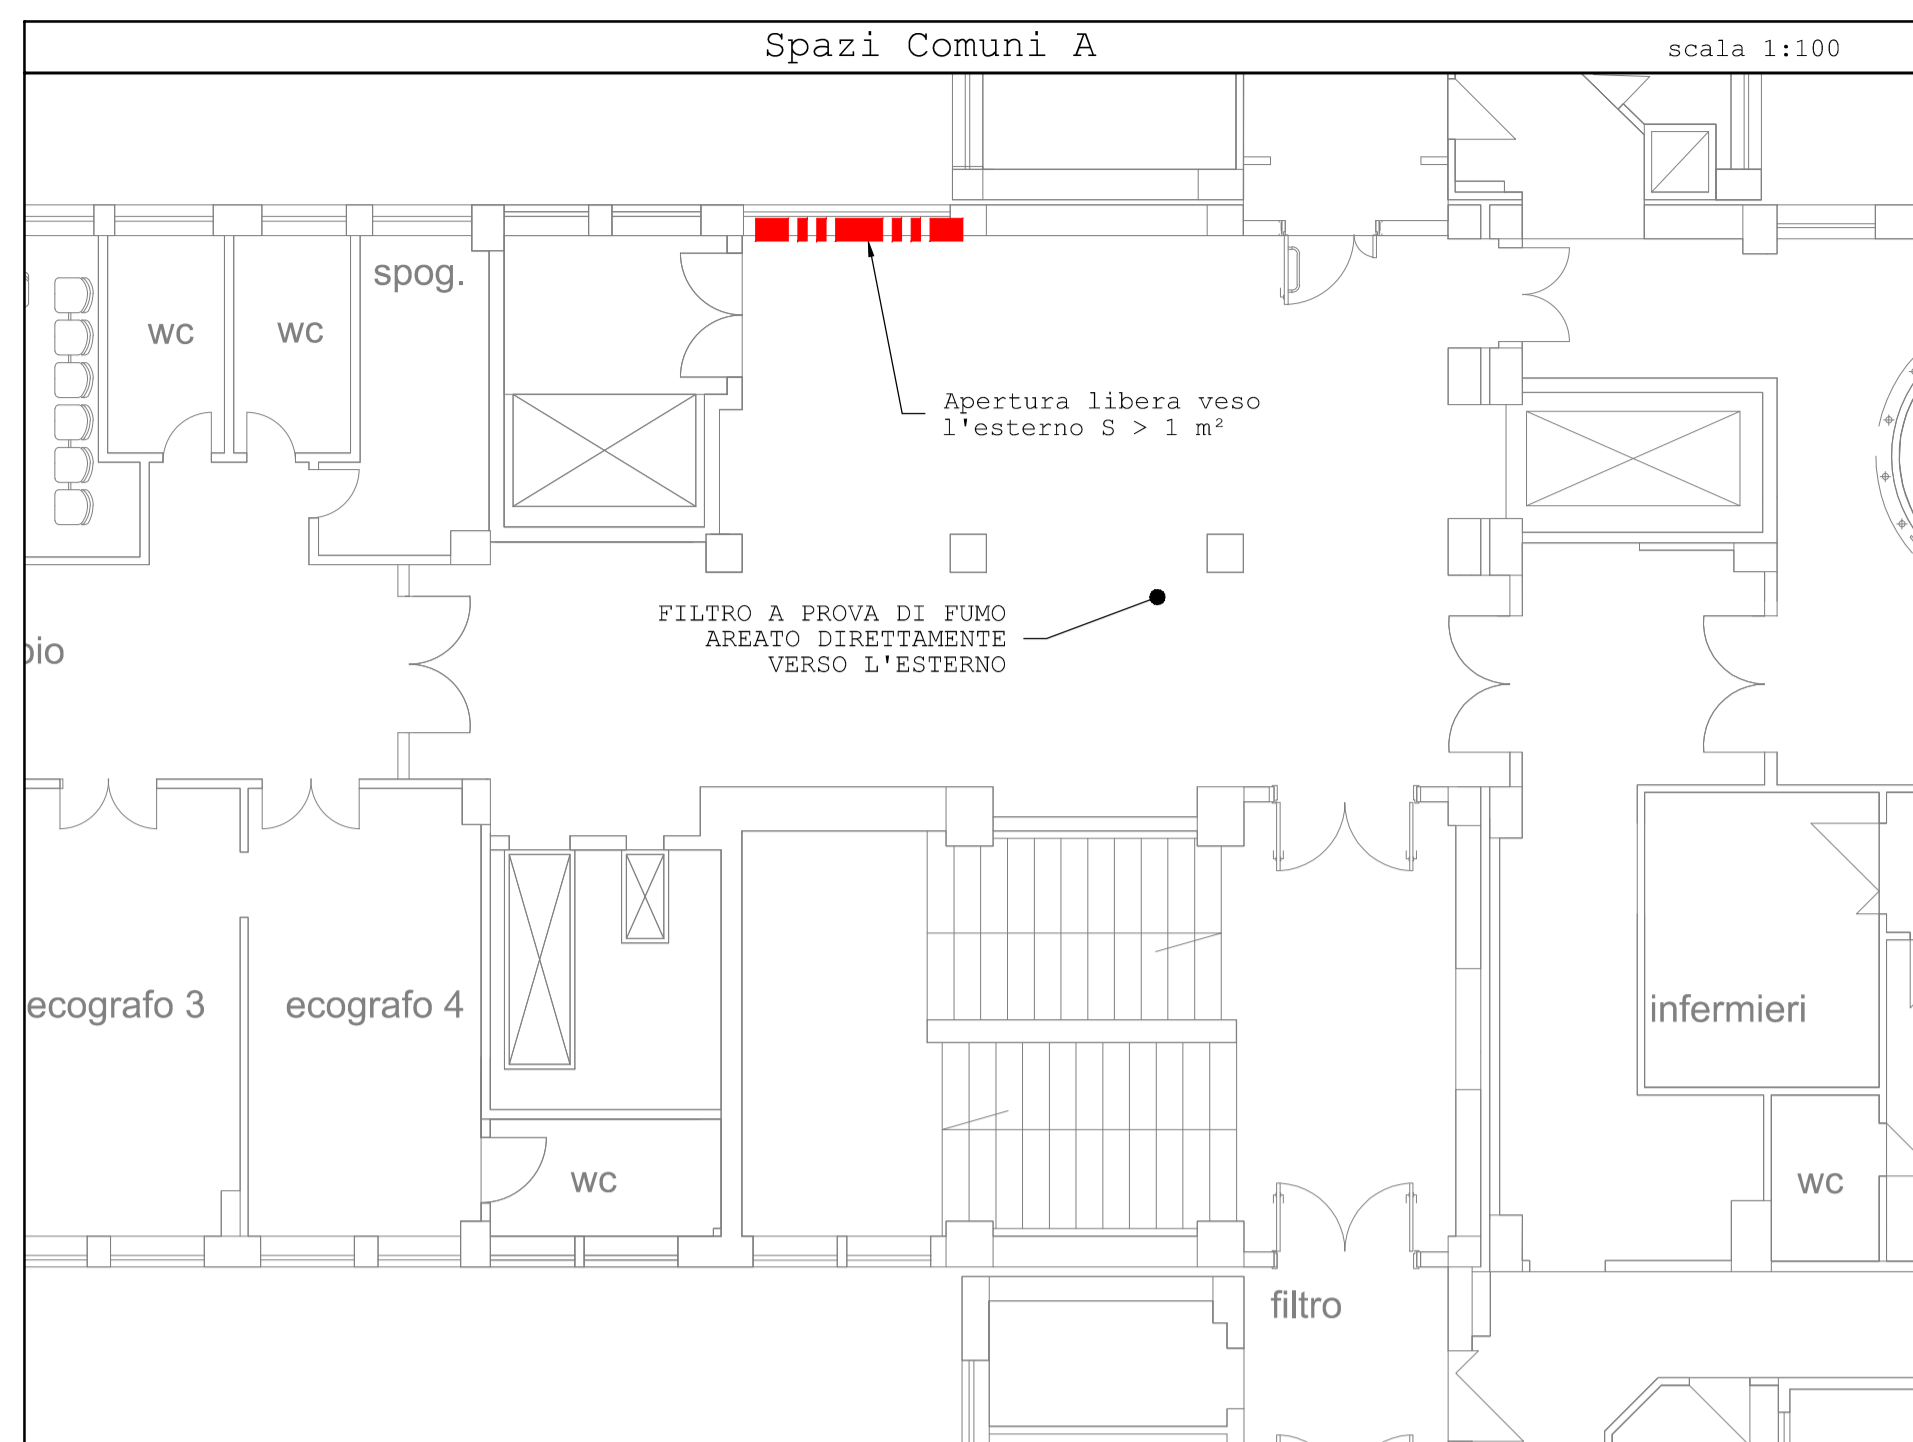 Spazi Comuni A
scala 1:100
spog.
wc
wc
Apertura libera veso
l'esterno S > 1 m²
FILTRO A PROVA DI FUMO
AREATO DIRETTAMENTE
VERSO L'ESTERNO
ecografo 3
ecografo 4
infermieri
wc
wc
filtro